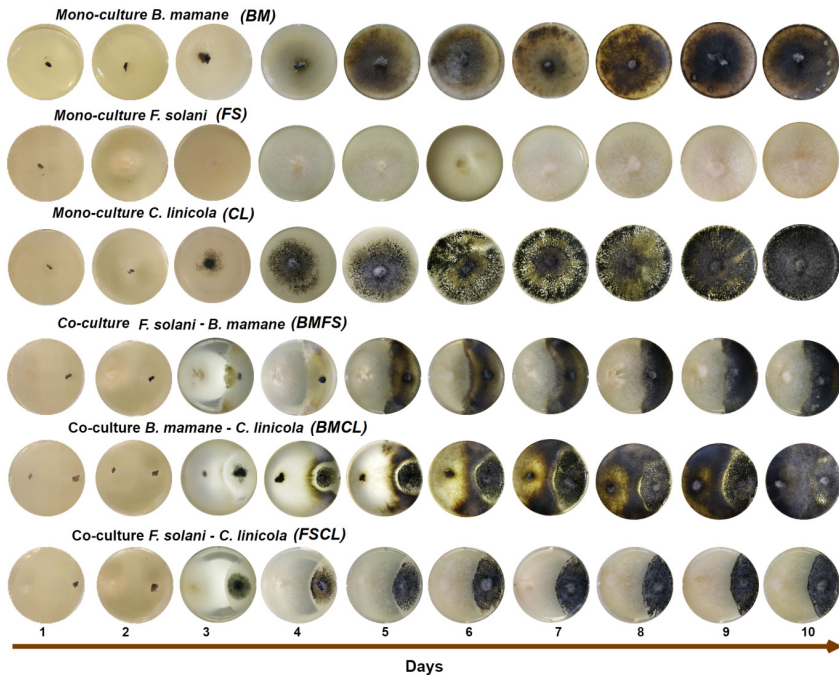 Mono-culture B. mamane (BM)
Mono-culture F. solani (FS)
Mono-culture C. linicola (CL)
Co-culture F. solani - B. mamane (BMFS)
Co-culture B. mamane - C. linicola (BMCL)
Co-culture F. solani - C. linicola (FSCL)
1 2 3 4 5 6 7 8 9 10
Days